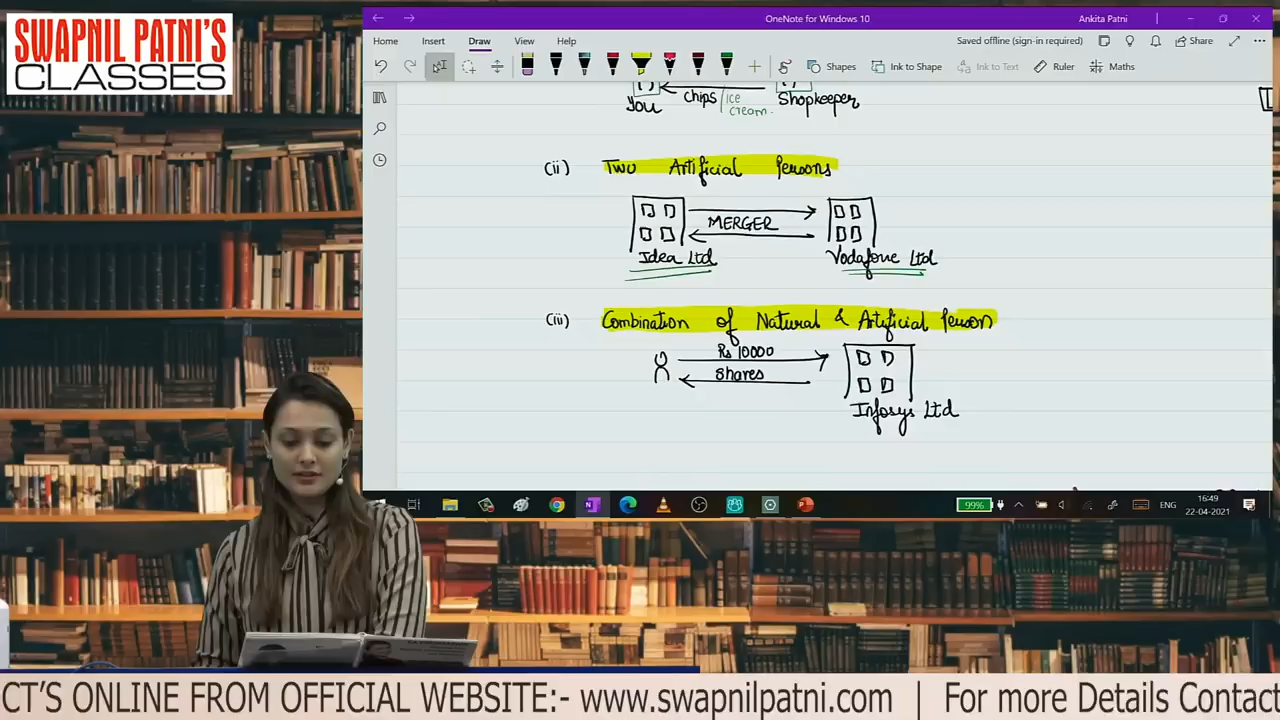 SWAPNIL PATNI'S
CLASSES
OneNote for Windows 10
Ankita Patni
Home Insert Draw View Help
Saved offline (sign-in required)
Share
Shapes
Ink to Shape
Ink to Text
Ruler
Maths
You
chips/ice cream.
Shopkeeper
(ii) Two Artificial Persons
MERGER
Idea Ltd
Vodafone Ltd
(iii) Combination of Natural & Artificial Person
Rs 10000
Shares
Infosys Ltd
99%
ENG
16:49
22-04-2021
CT'S ONLINE FROM OFFICIAL WEBSITE:- www.swapnilpatni.com | For more Details Contact